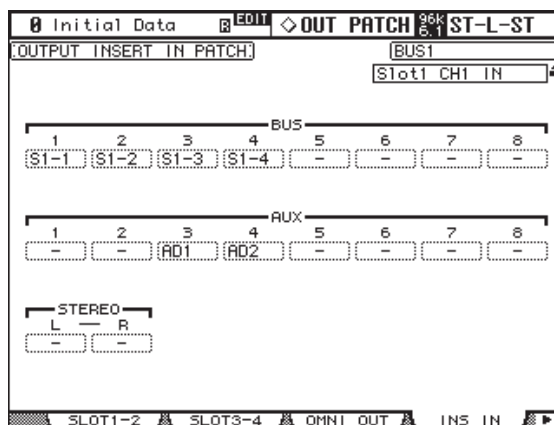 0 Initial Data R EDIT ◇OUT PATCH 96k 6.1 ST-L-ST
OUTPUT INSERT IN PATCH BUS1
Slot1 CH1 IN
BUS
1 2 3 4 5 6 7 8
S1-1 S1-2 S1-3 S1-4 - - - -
AUX
1 2 3 4 5 6 7 8
- - AD1 AD2 - - - -
STEREO
L — R
- -
SLOT1-2 SLOT3-4 OMNI OUT INS IN